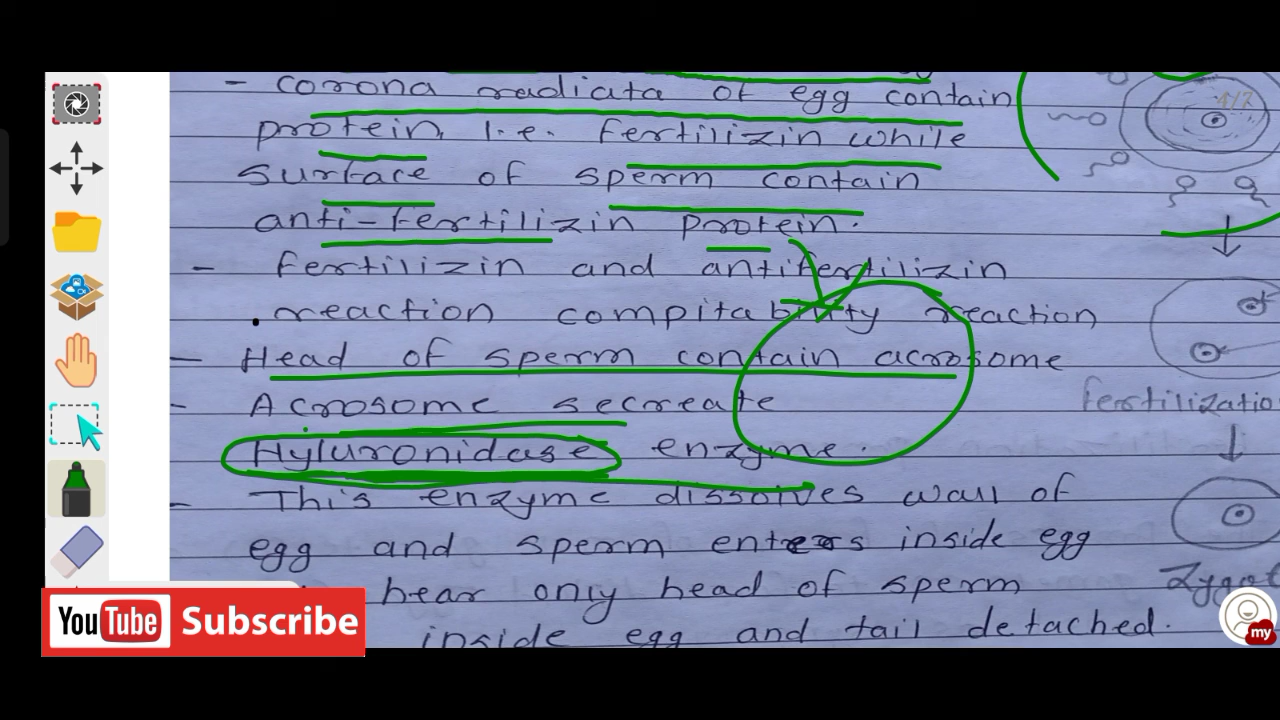 - corona radiata of egg contain
protein, I.e. fertilizin while
surface of sperm contain
anti-fertilizin protein.
- fertilizin and antifertilizin
reaction compitability reaction
- Head of sperm contain acrosome
- Acrosome secreate
Hyluronidase enzyme.
- This enzyme dissolves wall of
egg and sperm enters inside egg
hear only head of sperm
inside egg and tail detached.
fertilizatio
Zygot
YouTube Subscribe
my